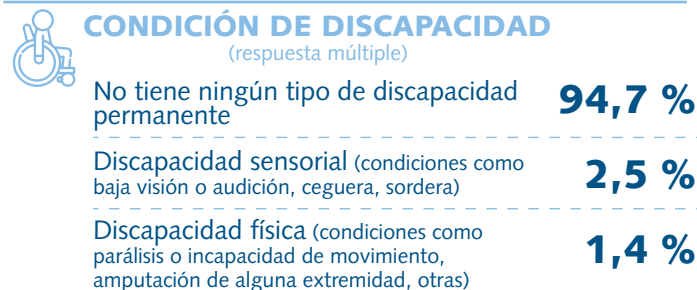 CONDICIÓN DE DISCAPACIDAD
(respuesta múltiple)
No tiene ningún tipo de discapacidad
permanente
94,7 %
Discapacidad sensorial (condiciones como
baja visión o audición, ceguera, sordera)
2,5 %
Discapacidad física (condiciones como
parálisis o incapacidad de movimiento,
amputación de alguna extremidad, otras)
1,4 %